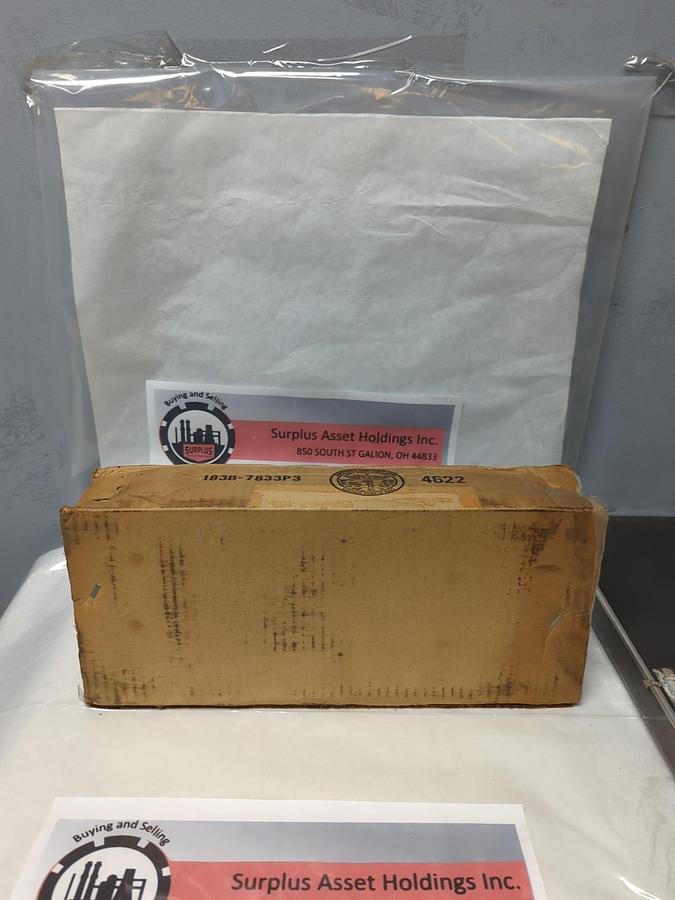 Buying and Selling
SURPLUS
Surplus Asset Holdings Inc.
850 SOUTH ST GALION, OH 44833
183B-7833P3
4622
Buying and Selling
Surplus Asset Holdings Inc.